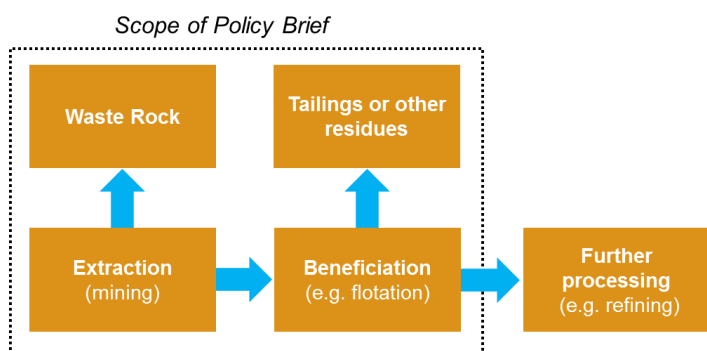 Scope of Policy Brief
Waste Rock
Tailings or other
residues
Extraction
(mining)
Beneficiation
(e.g. flotation)
Further
processing
(e.g. refining)